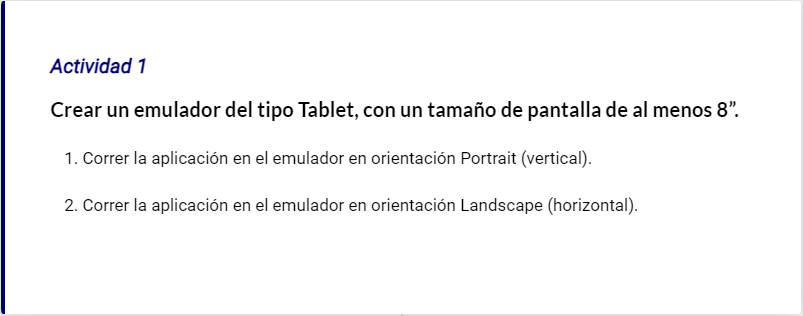 Actividad 1
Crear un emulador del tipo Tablet, con un tamaño de pantalla de al menos 8”.
1. Correr la aplicación en el emulador en orientación Portrait (vertical).
2. Correr la aplicación en el emulador en orientación Landscape (horizontal).